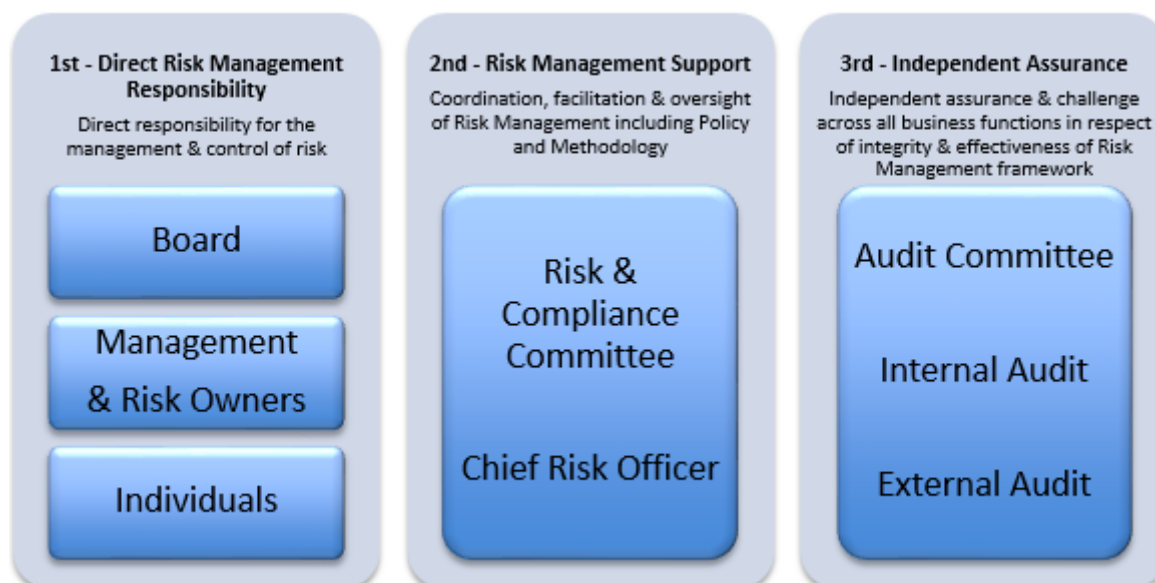 1st - Direct Risk Management
Responsibility
Direct responsibility for the
management & control of risk
Board
Management
& Risk Owners
Individuals
2nd - Risk Management Support
Coordination, facilitation & oversight
of Risk Management including Policy
and Methodology
Risk &
Compliance
Committee
Chief Risk Officer
3rd - Independent Assurance
Independent assurance & challenge
across all business functions in respect
of integrity & effectiveness of Risk
Management framework
Audit Committee
Internal Audit
External Audit